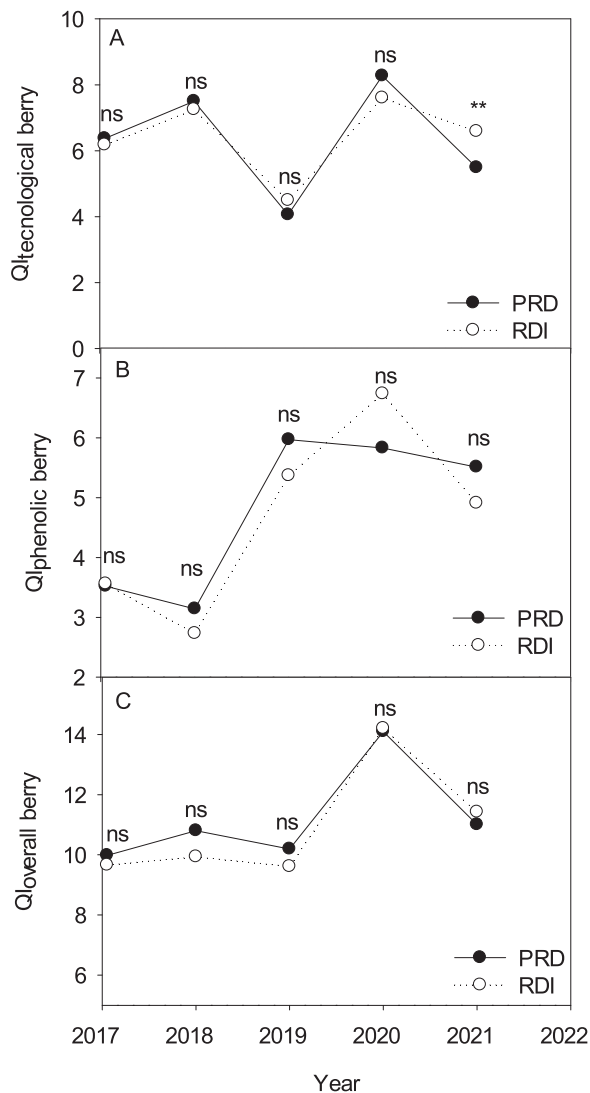 10
A
ns
ns
8
ns
**
6
ns
4
2
0
QItecnological berry
PRD
RDI
B
7
ns
ns
ns
6
5
4
ns
ns
3
2
QIphenolic berry
PRD
RDI
C
14
ns
12
ns
ns
ns
ns
10
8
6
QIoverall berry
PRD
RDI
2017 2018 2019 2020 2021 2022
Year